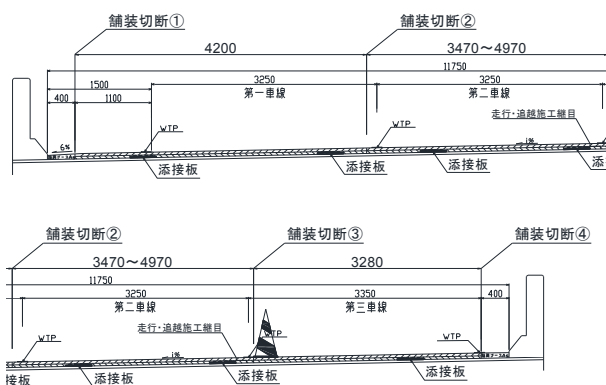 舗装切断① 舗装切断②
4200 3470～4970
11750
1500 3250 3250
400 1100 第一車線 第二車線
WTP WTP 走行・追越施工継目
6% i%
添接板 添接板 添接板 添
舗装切断② 舗装切断③ 舗装切断④
3470～4970 3280
11750
3250 3350 400
第二車線 第三車線
WTP 走行・追越施工継目 WTP WTP
i%
接板 添接板 添接板 添接板